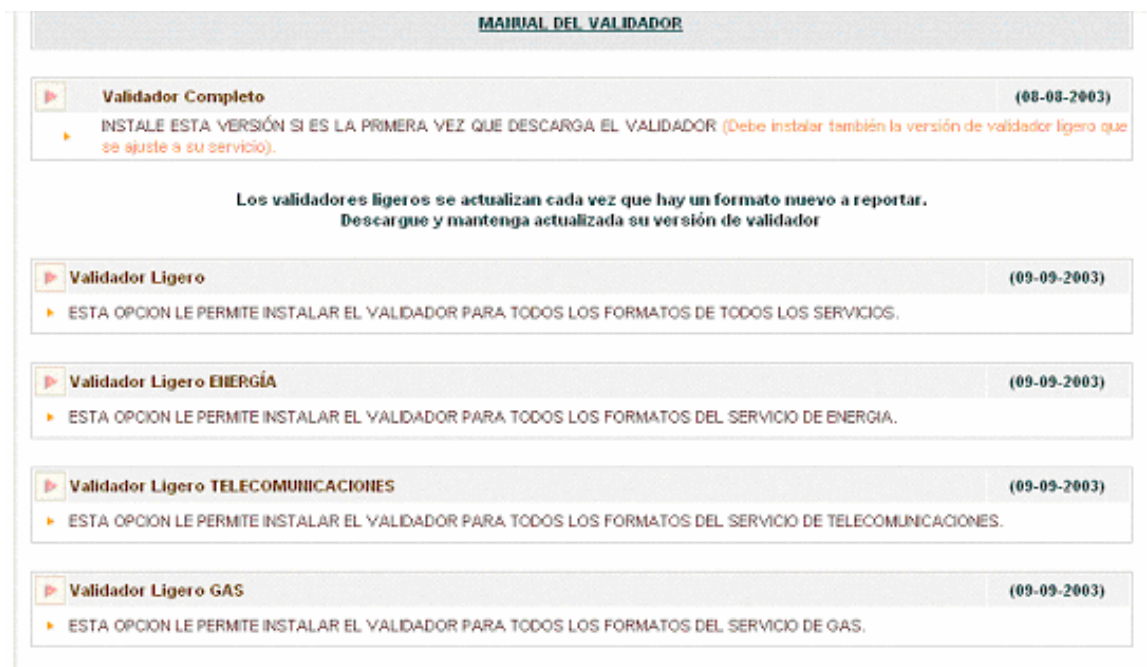 MANUAL DEL VALIDADOR
Validador Completo (08-08-2003)
INSTALE ESTA VERSIÓN SI ES LA PRIMERA VEZ QUE DESCARGA EL VALIDADOR (Debe instalar también la versión de validador ligero que
se ajuste a su servicio).
Los validadores ligeros se actualizan cada vez que hay un formato nuevo a reportar.
Descargue y mantenga actualizada su versión de validador
Validador Ligero (09-09-2003)
ESTA OPCION LE PERMITE INSTALAR EL VALIDADOR PARA TODOS LOS FORMATOS DE TODOS LOS SERVICIOS.
Validador Ligero ENERGÍA (09-09-2003)
ESTA OPCION LE PERMITE INSTALAR EL VALIDADOR PARA TODOS LOS FORMATOS DEL SERVICIO DE ENERGIA.
Validador Ligero TELECOMUNICACIONES (09-09-2003)
ESTA OPCION LE PERMITE INSTALAR EL VALIDADOR PARA TODOS LOS FORMATOS DEL SERVICIO DE TELECOMUNICACIONES.
Validador Ligero GAS (09-09-2003)
ESTA OPCION LE PERMITE INSTALAR EL VALIDADOR PARA TODOS LOS FORMATOS DEL SERVICIO DE GAS.